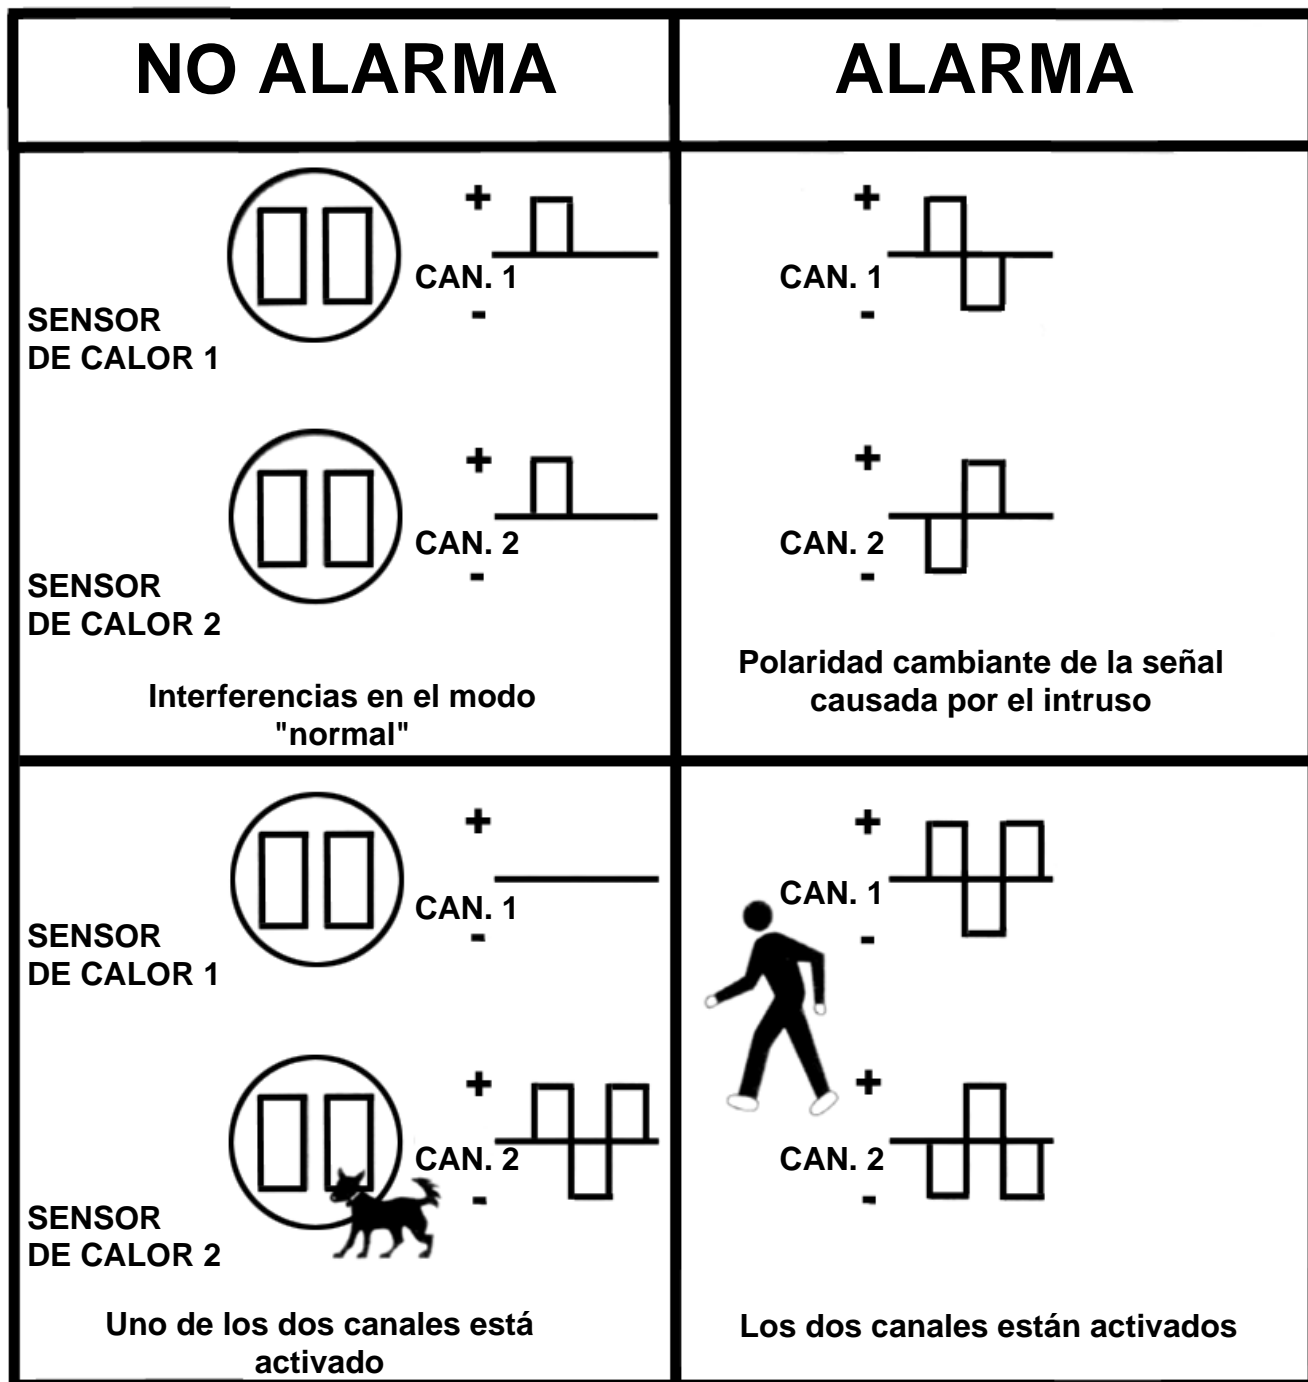 NO ALARMA
ALARMA
+
CAN. 1
-
SENSOR
DE CALOR 1
+
CAN. 2
-
SENSOR
DE CALOR 2
Interferencias en el modo
"normal"
+
CAN. 1
-
+
CAN. 2
-
Polaridad cambiante de la señal
causada por el intruso
+
CAN. 1
-
SENSOR
DE CALOR 1
+
CAN. 2
-
SENSOR
DE CALOR 2
Uno de los dos canales está
activado
+
CAN. 1
-
+
CAN. 2
-
Los dos canales están activados